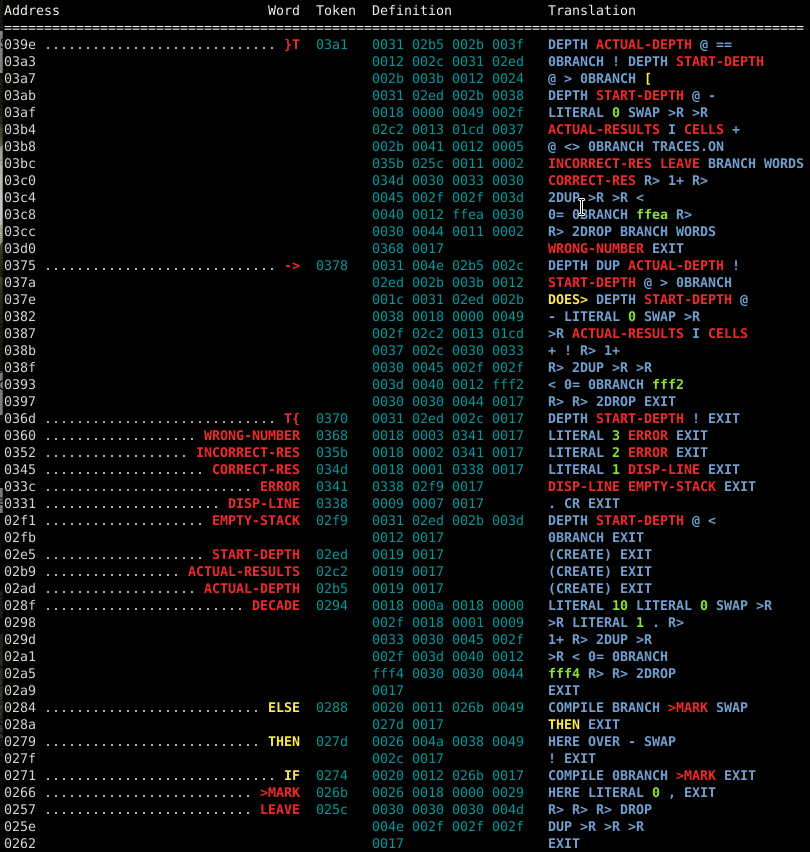 Address Word Token Definition Translation
================================================================================
039e ............................. }T 03a1 0031 02b5 002b 003f DEPTH ACTUAL-DEPTH @ ==
03a3 0012 002c 0031 02ed 0BRANCH ! DEPTH START-DEPTH
03a7 002b 003b 0012 0024 @ > 0BRANCH [
03ab 0031 02ed 002b 0038 DEPTH START-DEPTH @ -
03af 0018 0000 0049 002f LITERAL 0 SWAP >R >R
03b4 02c2 0013 01cd 0037 ACTUAL-RESULTS I CELLS +
03b8 002b 0041 0012 0005 @ <> 0BRANCH TRACES.ON
03bc 035b 025c 0011 0002 INCORRECT-RES LEAVE BRANCH WORDS
03c0 034d 0030 0033 0030 CORRECT-RES R> 1+ R>
03c4 0045 002f 002f 003d 2DUP >R >R <
03c8 0040 0012 ffea 0030 0= 0BRANCH ffea R>
03cc 0030 0044 0011 0002 R> 2DROP BRANCH WORDS
03d0 0368 0017 WRONG-NUMBER EXIT
0375 ............................. -> 0378 0031 004e 02b5 002c DEPTH DUP ACTUAL-DEPTH !
037a 02ed 002b 003b 0012 START-DEPTH @ > 0BRANCH
037e 001c 0031 02ed 002b DOES> DEPTH START-DEPTH @
0382 0038 0018 0000 0049 - LITERAL 0 SWAP >R
0387 002f 02c2 0013 01cd >R ACTUAL-RESULTS I CELLS
038b 0037 002c 0030 0033 + ! R> 1+
038f 0030 0045 002f 002f R> 2DUP >R >R
0393 003d 0040 0012 fff2 < 0= 0BRANCH fff2
0397 0030 0030 0044 0017 R> R> 2DROP EXIT
036d ............................. T{ 0370 0031 02ed 002c 0017 DEPTH START-DEPTH ! EXIT
0360 ................... WRONG-NUMBER 0368 0018 0003 0341 0017 LITERAL 3 ERROR EXIT
0352 .................. INCORRECT-RES 035b 0018 0002 0341 0017 LITERAL 2 ERROR EXIT
0345 .................... CORRECT-RES 034d 0018 0001 0338 0017 LITERAL 1 DISP-LINE EXIT
033c .......................... ERROR 0341 0338 02f9 0017 DISP-LINE EMPTY-STACK EXIT
0331 ...................... DISP-LINE 0338 0009 0007 0017 . CR EXIT
02f1 .................... EMPTY-STACK 02f9 0031 02ed 002b 003d DEPTH START-DEPTH @ <
02fb 0012 0017 0BRANCH EXIT
02e5 .................... START-DEPTH 02ed 0019 0017 (CREATE) EXIT
02b9 ................. ACTUAL-RESULTS 02c2 0019 0017 (CREATE) EXIT
02ad ................... ACTUAL-DEPTH 02b5 0019 0017 (CREATE) EXIT
028f ......................... DECADE 0294 0018 000a 0018 0000 LITERAL 10 LITERAL 0 SWAP >R
0298 002f 0018 0001 0009 >R LITERAL 1 . R>
029d 0033 0030 0045 002f 1+ R> 2DUP >R
02a1 002f 003d 0040 0012 >R < 0= 0BRANCH
02a5 fff4 0030 0030 0044 fff4 R> R> 2DROP
02a9 0017 EXIT
0284 ........................... ELSE 0288 0020 0011 026b 0049 COMPILE BRANCH >MARK SWAP
028a 027d 0017 THEN EXIT
0279 ........................... THEN 027d 0026 004a 0038 0049 HERE OVER - SWAP
027f 002c 0017 ! EXIT
0271 ............................. IF 0274 0020 0012 026b 0017 COMPILE 0BRANCH >MARK EXIT
0266 .......................... >MARK 026b 0026 0018 0000 0029 HERE LITERAL 0 , EXIT
0257 .......................... LEAVE 025c 0030 0030 0030 004d R> R> R> DROP
025e 004e 002f 002f 002f DUP >R >R >R
0262 0017 EXIT